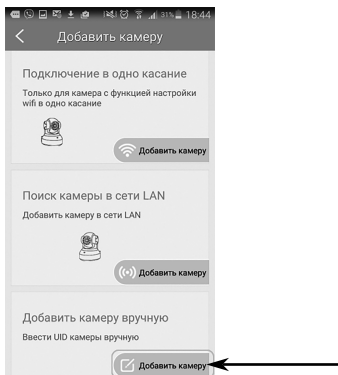 31% 18:44
Добавить камеру
Подключение в одно касание
Только для камера с функцией настройки
wifi в одно касание
Добавить камеру
Поиск камеры в сети LAN
Добавить камеру в сети LAN
Добавить камеру
Добавить камеру вручную
Ввести UID камеры вручную
Добавить камеру